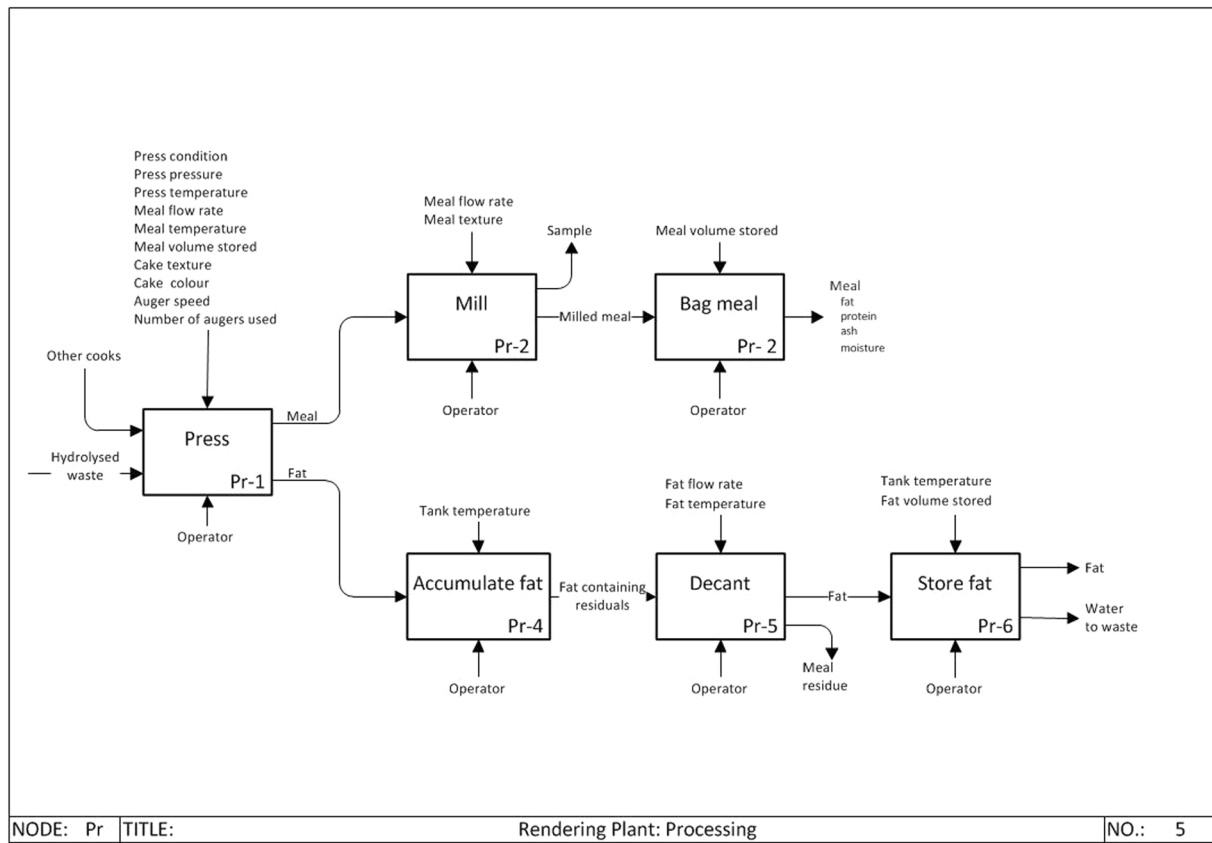 Press condition
Press pressure
Press temperature
Meal flow rate
Meal temperature
Meal volume stored
Cake texture
Cake colour
Auger speed
Number of augers used
Other cooks
Hydrolysed
waste
Press
Pr-1
Operator
Meal
Fat
Meal flow rate
Meal texture
Sample
Mill
Pr-2
Operator
Milled meal
Meal volume stored
Bag meal
Pr- 2
Operator
Meal
fat
protein
ash
moisture
Tank temperature
Accumulate fat
Pr-4
Operator
Fat containing
residuals
Fat flow rate
Fat temperature
Decant
Pr-5
Operator
Meal
residue
Fat
Tank temperature
Fat volume stored
Store fat
Pr-6
Operator
Fat
Water
to waste
NODE: Pr TITLE: Rendering Plant: Processing NO.: 5